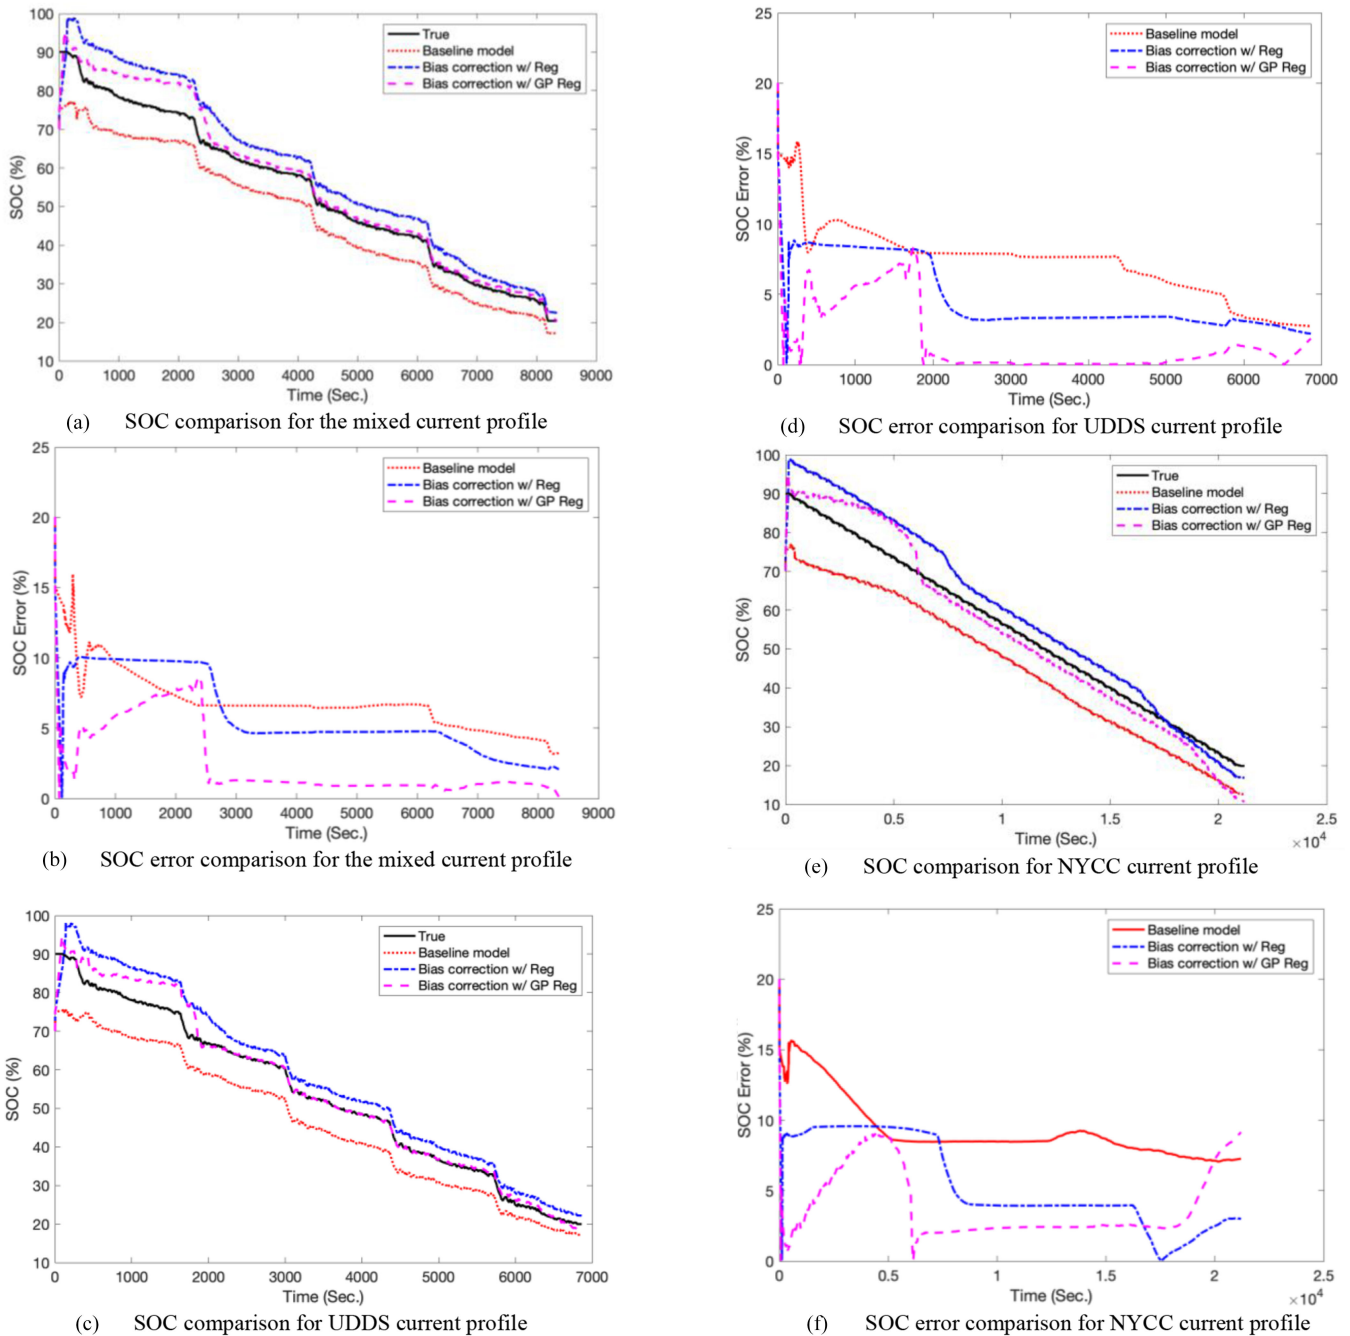 100
90
80
70
60
50
40
30
20
10
0
1000
2000
3000
4000
5000
6000
7000
8000
9000
SOC (%)
Time (Sec.)
True
Baseline model
Bias correction w/ Reg
Bias correction w/ GP Reg
(a) SOC comparison for the mixed current profile
25
20
15
10
5
0
0
1000
2000
3000
4000
5000
6000
7000
8000
9000
SOC Error (%)
Time (Sec.)
Baseline model
Bias correction w/ Reg
Bias correction w/ GP Reg
(b) SOC error comparison for the mixed current profile
100
90
80
70
60
50
40
30
20
10
0
1000
2000
3000
4000
5000
6000
7000
SOC (%)
Time (Sec.)
True
Baseline model
Bias correction w/ Reg
Bias correction w/ GP Reg
(c) SOC comparison for UDDS current profile
25
20
15
10
5
0
0
1000
2000
3000
4000
5000
6000
7000
SOC Error (%)
Time (Sec.)
Baseline model
Bias correction w/ Reg
Bias correction w/ GP Reg
(d) SOC error comparison for UDDS current profile
100
90
80
70
60
50
40
30
20
10
0
0.5
1
1.5
2
2.5
×10⁴
SOC (%)
Time (Sec.)
True
Baseline model
Bias correction w/ Reg
Bias correction w/ GP Reg
(e) SOC comparison for NYCC current profile
25
20
15
10
5
0
0
0.5
1
1.5
2
2.5
×10⁴
SOC Error (%)
Time (Sec.)
Baseline model
Bias correction w/ Reg
Bias correction w/ GP Reg
(f) SOC error comparison for NYCC current profile